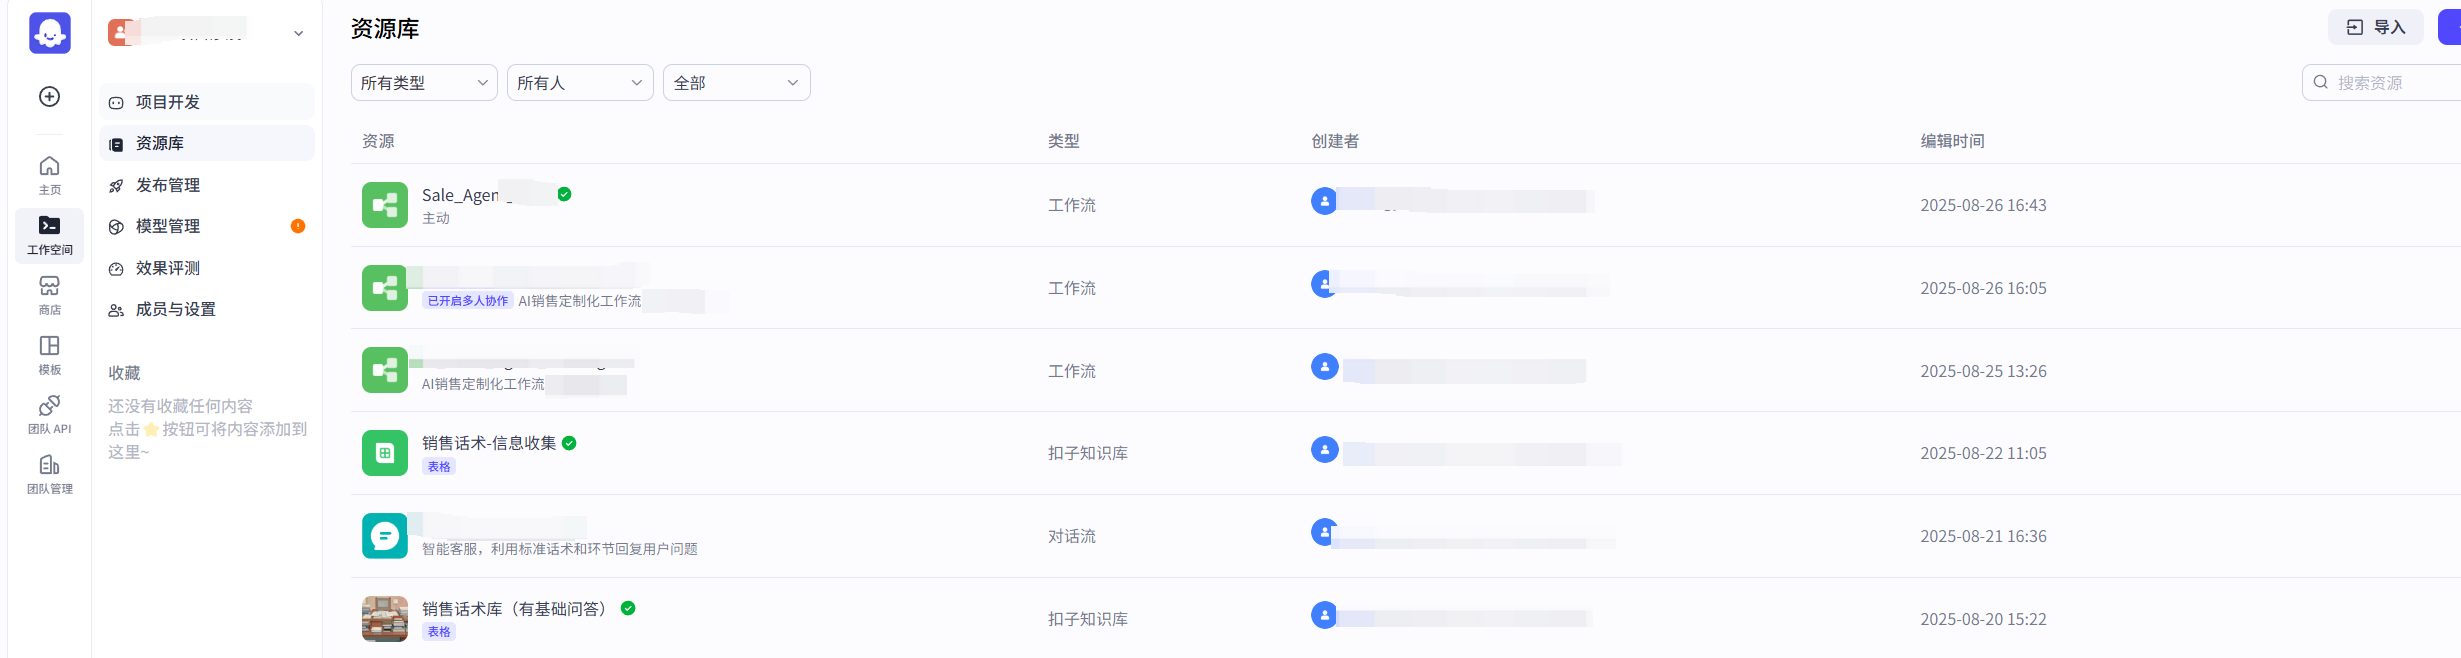 主页
工作空间
商店
模板
团队 API
团队管理
项目开发
资源库
发布管理
模型管理
效果评测
成员与设置
收藏
还没有收藏任何内容
点击⭐按钮可将内容添加到
这里~
资源库
导入
所有类型
所有人
全部
搜索资源
资源 类型 创建者 编辑时间
Sale_Agen
主动
工作流
2025-08-26 16:43
已开启多人协作 AI销售定制化工作流
工作流
2025-08-26 16:05
AI销售定制化工作流
工作流
2025-08-25 13:26
销售话术-信息收集
表格
扣子知识库
2025-08-22 11:05
智能客服，利用标准话术和环节回复用户问题
对话流
2025-08-21 16:36
销售话术库（有基础问答）
表格
扣子知识库
2025-08-20 15:22